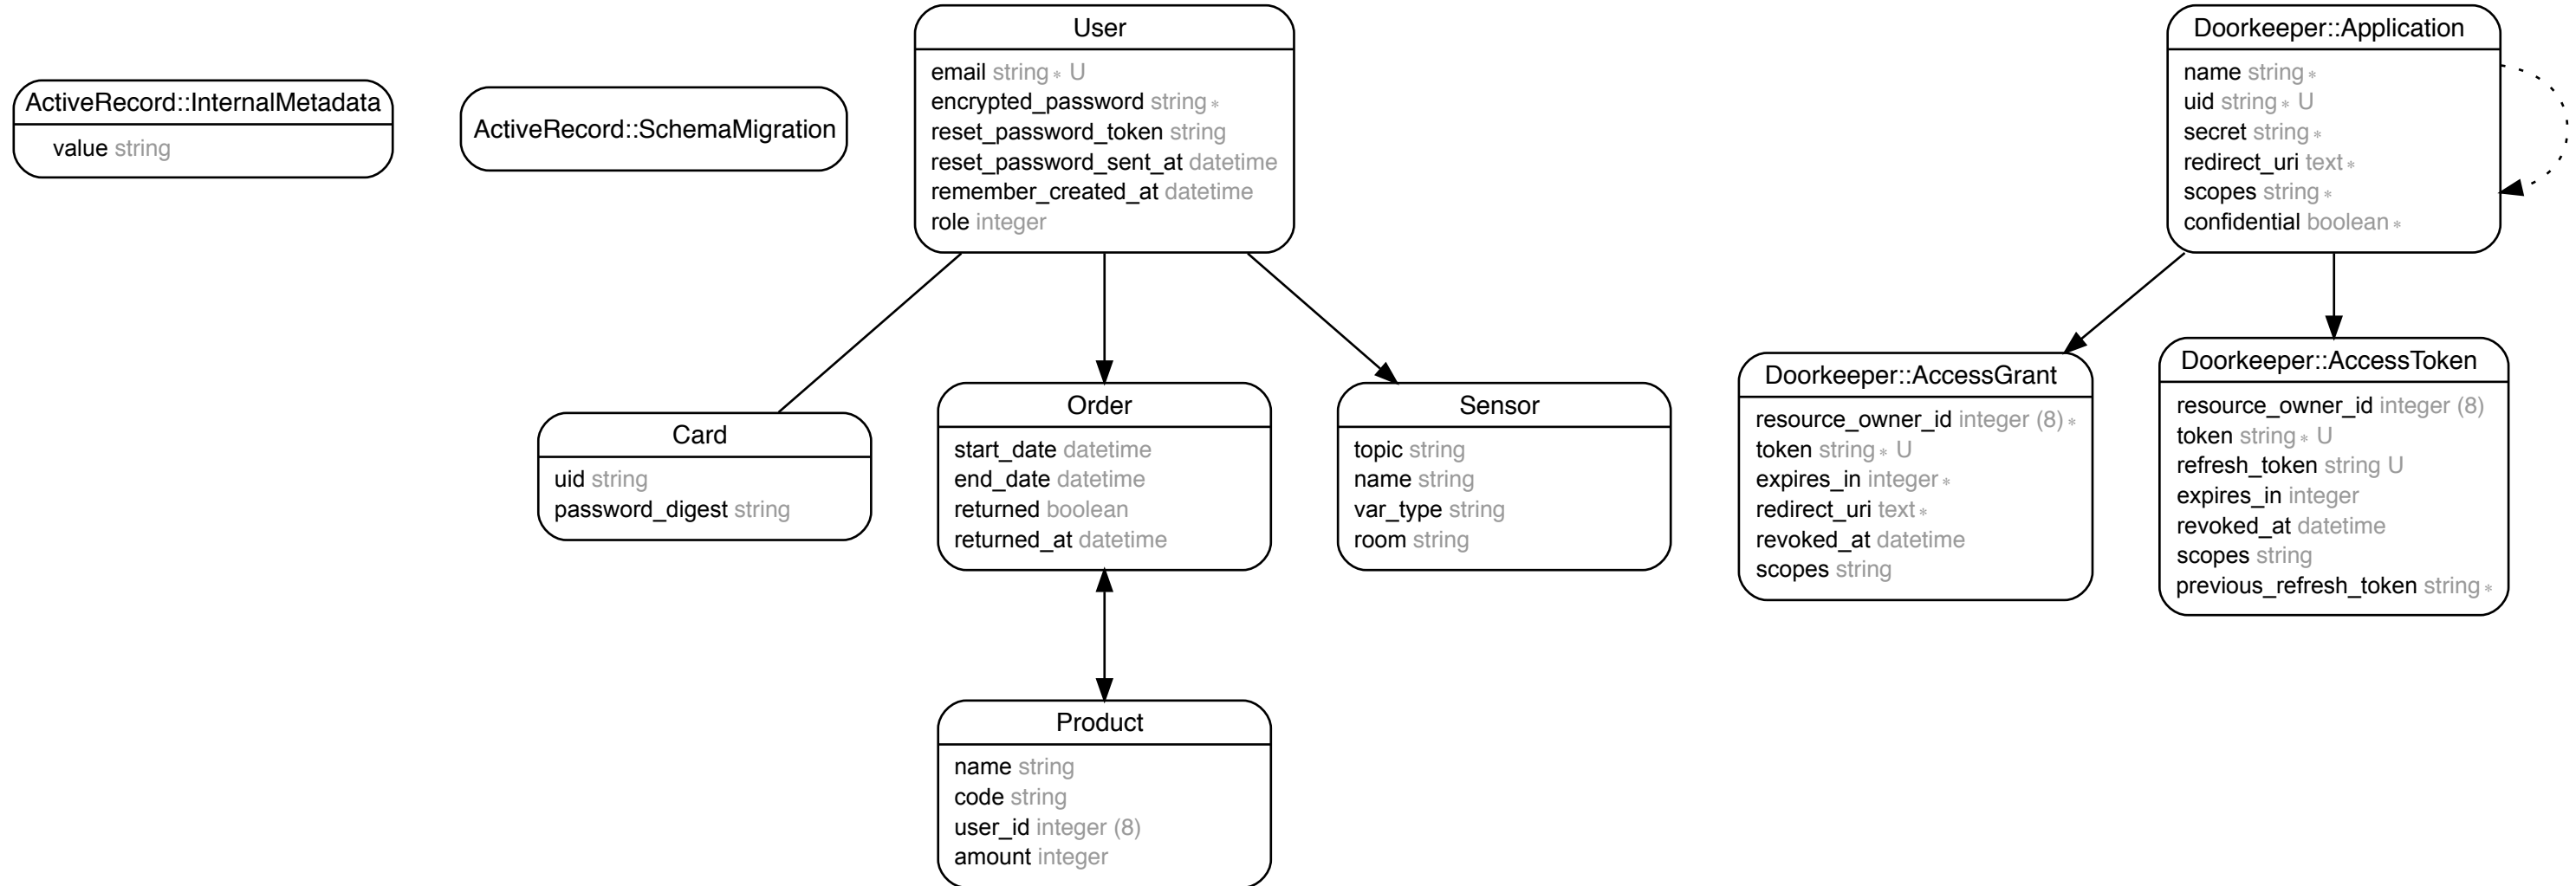 ActiveRecord::InternalMetadata
value string
ActiveRecord::SchemaMigration
User
email string * U
encrypted_password string *
reset_password_token string
reset_password_sent_at datetime
remember_created_at datetime
role integer
Doorkeeper::Application
name string *
uid string * U
secret string *
redirect_uri text *
scopes string *
confidential boolean *
Card
uid string
password_digest string
Order
start_date datetime
end_date datetime
returned boolean
returned_at datetime
Sensor
topic string
name string
var_type string
room string
Doorkeeper::AccessGrant
resource_owner_id integer (8) *
token string * U
expires_in integer *
redirect_uri text *
revoked_at datetime
scopes string
Doorkeeper::AccessToken
resource_owner_id integer (8)
token string * U
refresh_token string U
expires_in integer
revoked_at datetime
scopes string
previous_refresh_token string *
Product
name string
code string
user_id integer (8)
amount integer